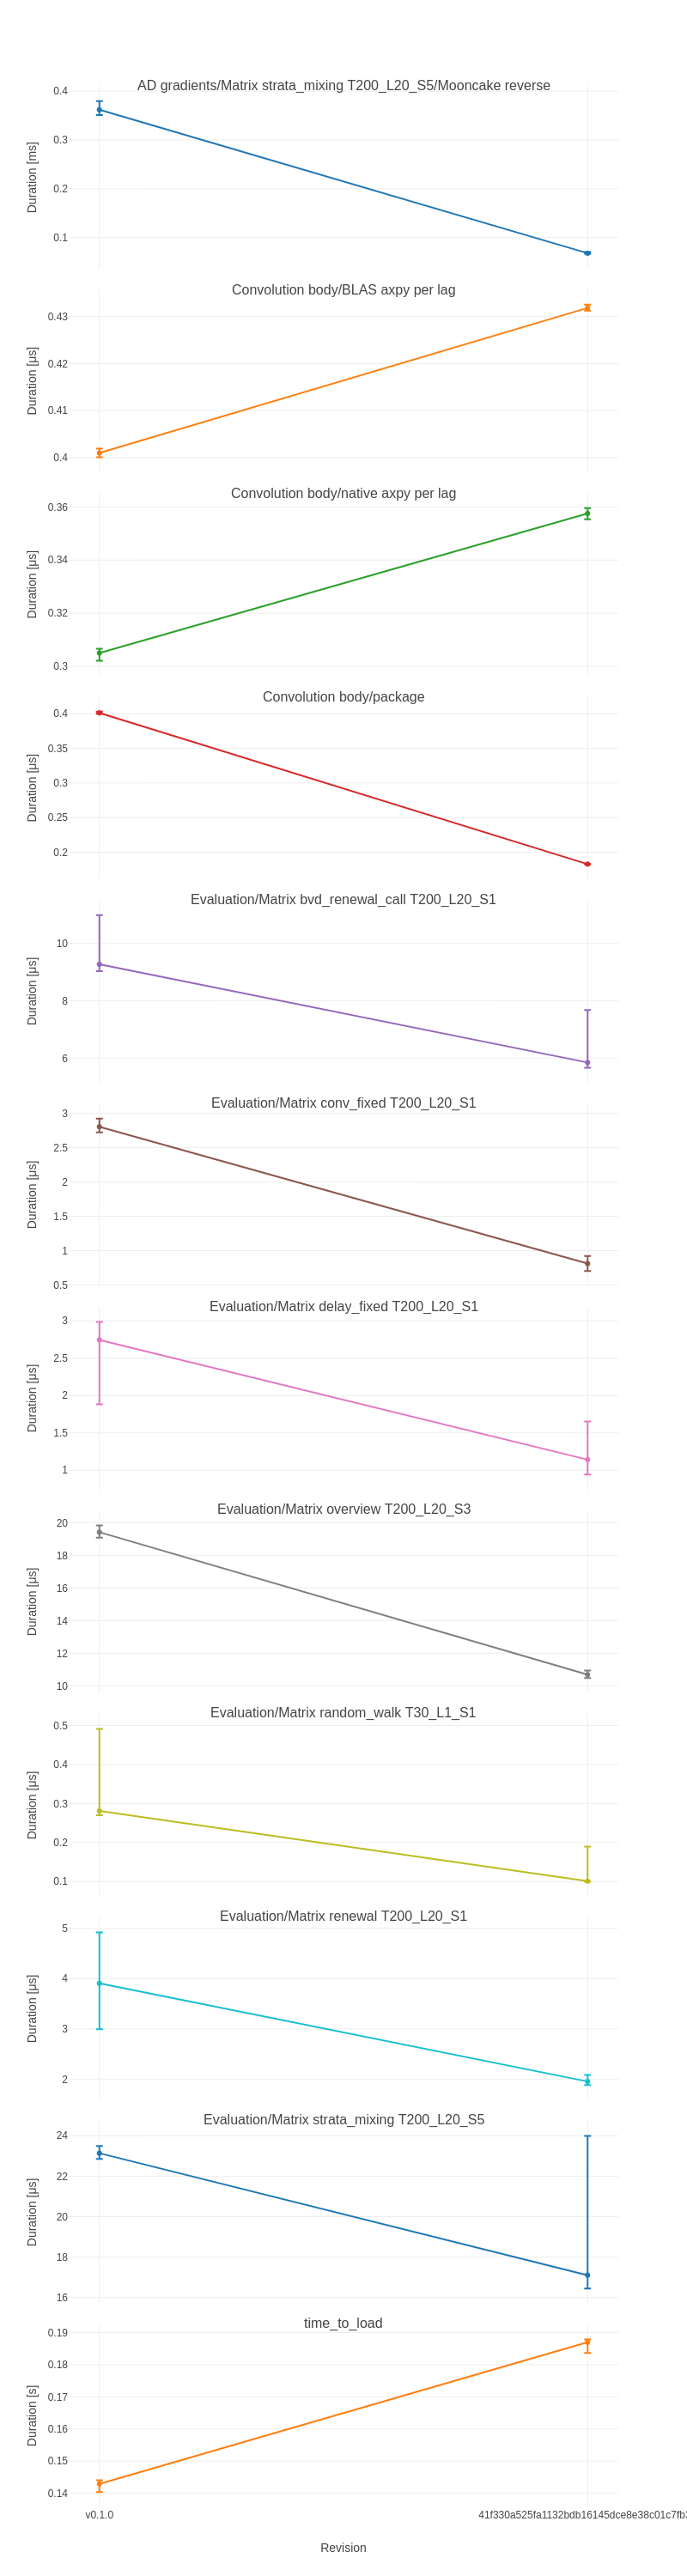 AD gradients/Matrix strata_mixing T200_L20_S5/Mooncake reverse
0.4
0.3
0.2
0.1
Duration [ms]
Convolution body/BLAS axpy per lag
0.43
0.42
0.41
0.4
Duration [μs]
Convolution body/native axpy per lag
0.36
0.34
0.32
0.3
Duration [μs]
Convolution body/package
0.4
0.35
0.3
0.25
0.2
Duration [μs]
Evaluation/Matrix bvd_renewal_call T200_L20_S1
10
8
6
Duration [μs]
Evaluation/Matrix conv_fixed T200_L20_S1
3
2.5
2
1.5
1
0.5
Duration [μs]
Evaluation/Matrix delay_fixed T200_L20_S1
3
2.5
2
1.5
1
Duration [μs]
Evaluation/Matrix overview T200_L20_S3
20
18
16
14
12
10
Duration [μs]
Evaluation/Matrix random_walk T30_L1_S1
0.5
0.4
0.3
0.2
0.1
Duration [μs]
Evaluation/Matrix renewal T200_L20_S1
5
4
3
2
Duration [μs]
Evaluation/Matrix strata_mixing T200_L20_S5
24
22
20
18
16
Duration [μs]
time_to_load
0.19
0.18
0.17
0.16
0.15
0.14
Duration [s]
v0.1.0
41f330a525fa1132bdb16145dce8e38c01c7fb3
Revision